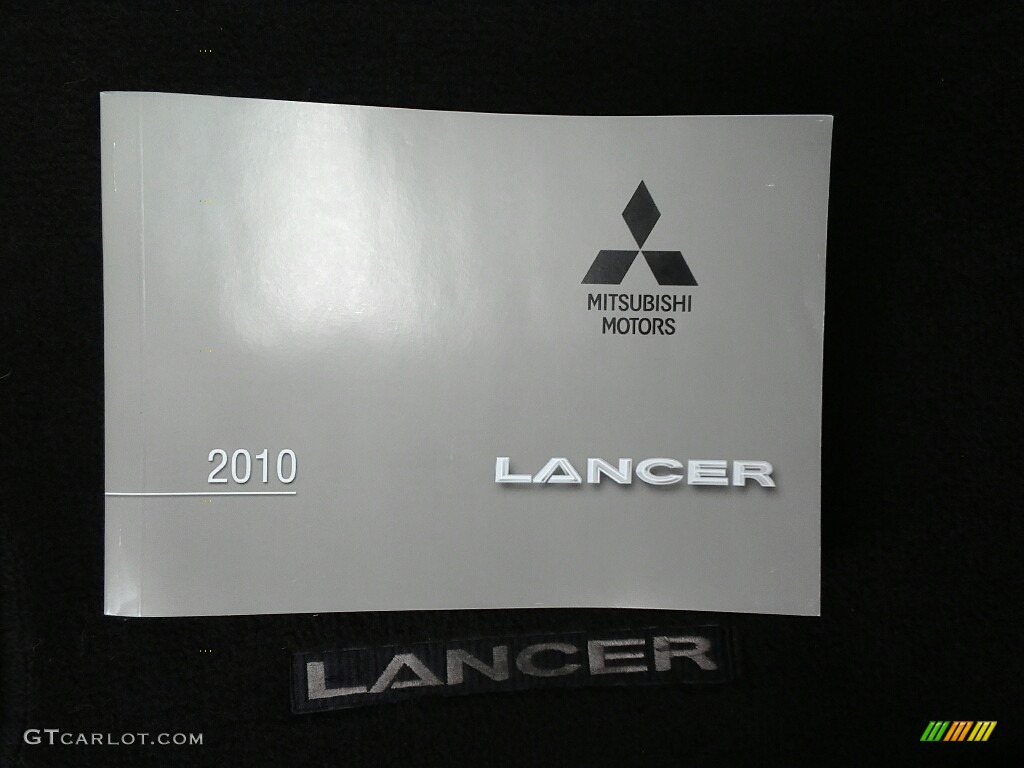 MITSUBISHI
MOTORS
2010
LANCER
LANCER
GTCARLOT.COM